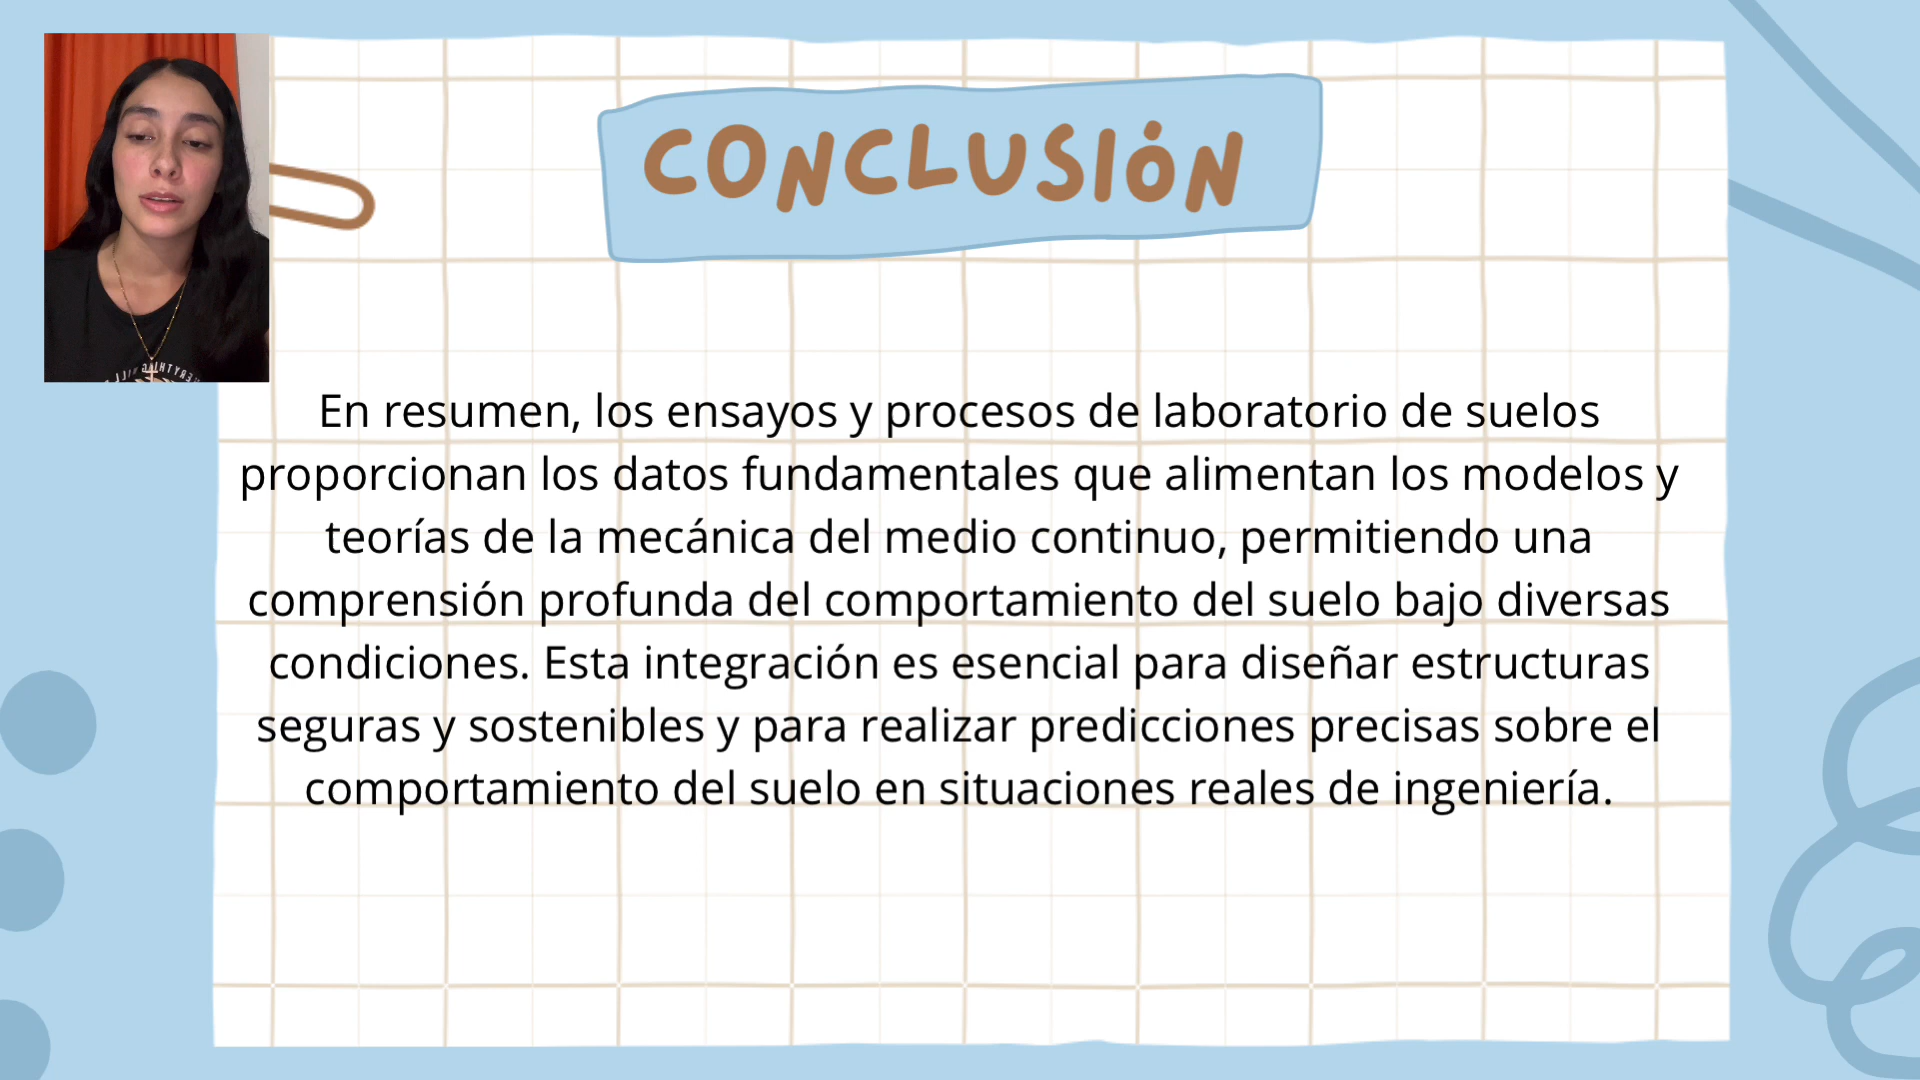 CONCLUSIÓN
En resumen, los ensayos y procesos de laboratorio de suelos
proporcionan los datos fundamentales que alimentan los modelos y
teorías de la mecánica del medio continuo, permitiendo una
comprensión profunda del comportamiento del suelo bajo diversas
condiciones. Esta integración es esencial para diseñar estructuras
seguras y sostenibles y para realizar predicciones precisas sobre el
comportamiento del suelo en situaciones reales de ingeniería.